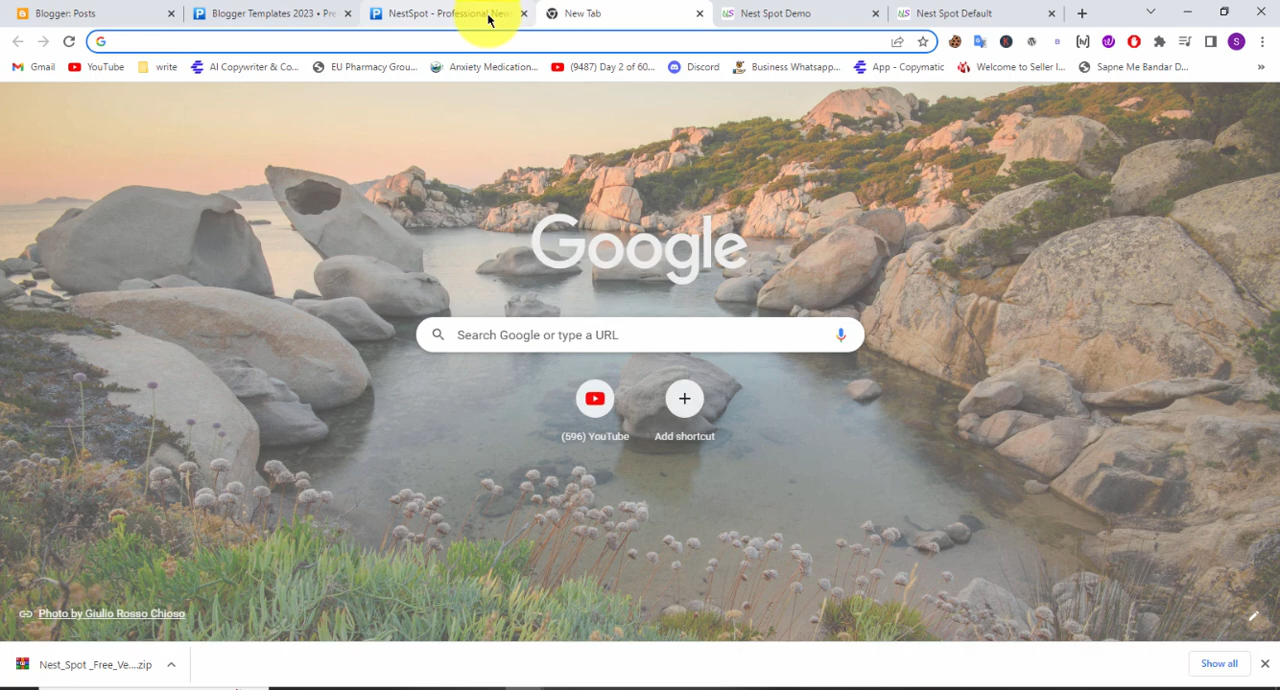 Blogger: Posts
Blogger Templates 2023 • Pre
NestSpot - Professional New
New Tab
Nest Spot Demo
Nest Spot Default
S
Gmail
YouTube
write
AI Copywriter & Co...
EU Pharmacy Grou...
Anxiety Medication...
(9487) Day 2 of 60...
Discord
Business Whatsapp...
App - Copymatic
Welcome to Seller I...
Sapne Me Bandar D...
»
Google
Search Google or type a URL
(596) YouTube
Add shortcut
Photo by Giulio Rosso Chioso
Nest_Spot _Free_Ve....zip
Show all